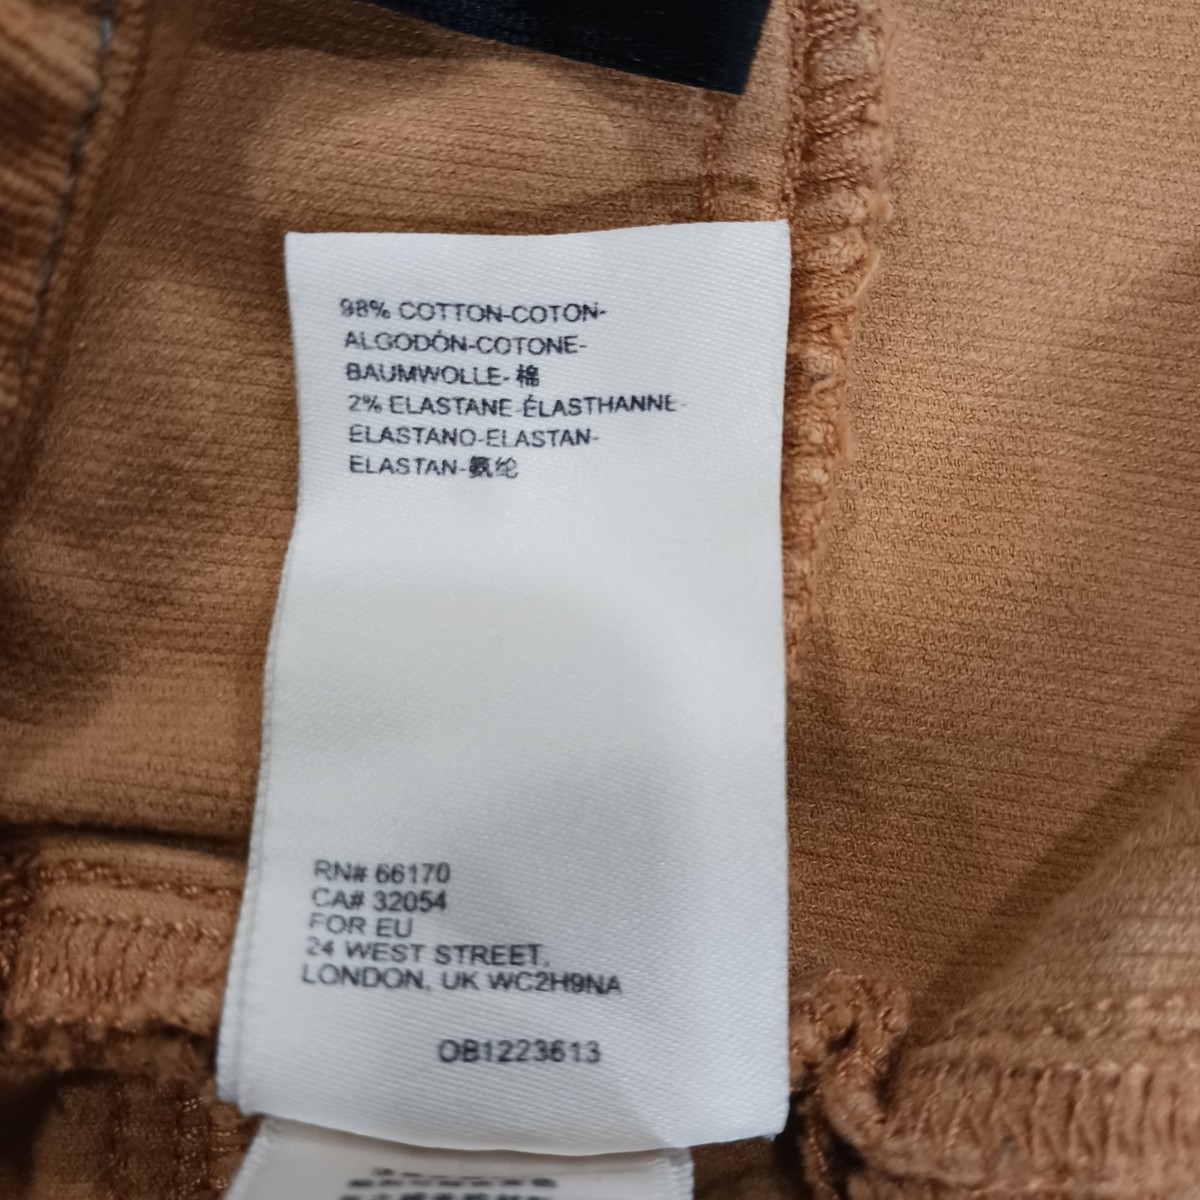 98% COTTON-COTON-
ALGODÓN-COTONE-
BAUMWOLLE-棉
2% ELASTANE-ÉLASTHANNE-
ELASTANO-ELASTAN-
ELASTAN-氨纶
RN# 66170
CA# 32054
FOR EU
24 WEST STREET,
LONDON, UK WC2H9NA
OB1223613